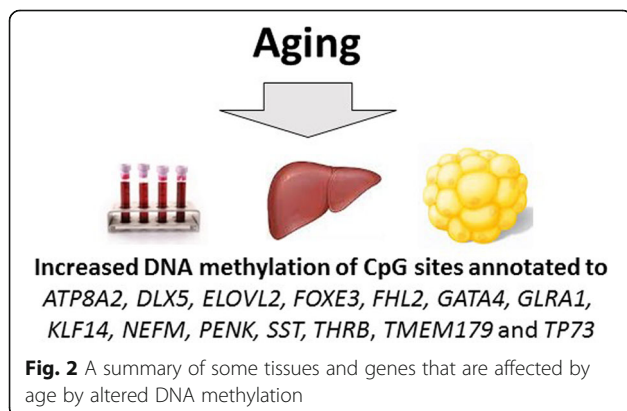 Aging
Increased DNA methylation of CpG sites annotated to
ATP8A2, DLX5, ELOVL2, FOXE3, FHL2, GATA4, GLRA1,
KLF14, NEFM, PENK, SST, THRB, TMEM179 and TP73
Fig. 2 A summary of some tissues and genes that are affected by
age by altered DNA methylation